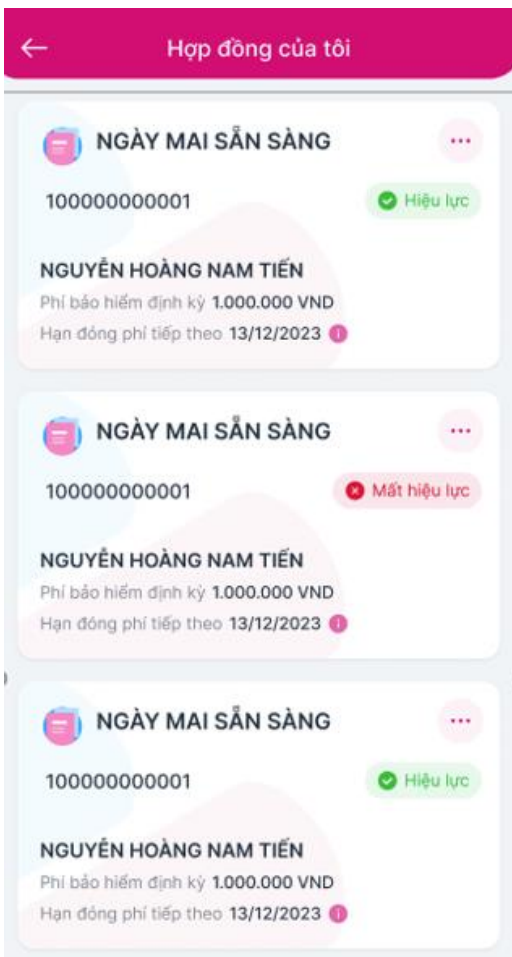 Hợp đồng của tôi
NGÀY MAI SẴN SÀNG
100000000001
Hiệu lực
NGUYỄN HOÀNG NAM TIẾN
Phí bảo hiểm định kỳ 1.000.000 VND
Hạn đóng phí tiếp theo 13/12/2023
NGÀY MAI SẴN SÀNG
100000000001
Mất hiệu lực
NGUYỄN HOÀNG NAM TIẾN
Phí bảo hiểm định kỳ 1.000.000 VND
Hạn đóng phí tiếp theo 13/12/2023
NGÀY MAI SẴN SÀNG
100000000001
Hiệu lực
NGUYỄN HOÀNG NAM TIẾN
Phí bảo hiểm định kỳ 1.000.000 VND
Hạn đóng phí tiếp theo 13/12/2023